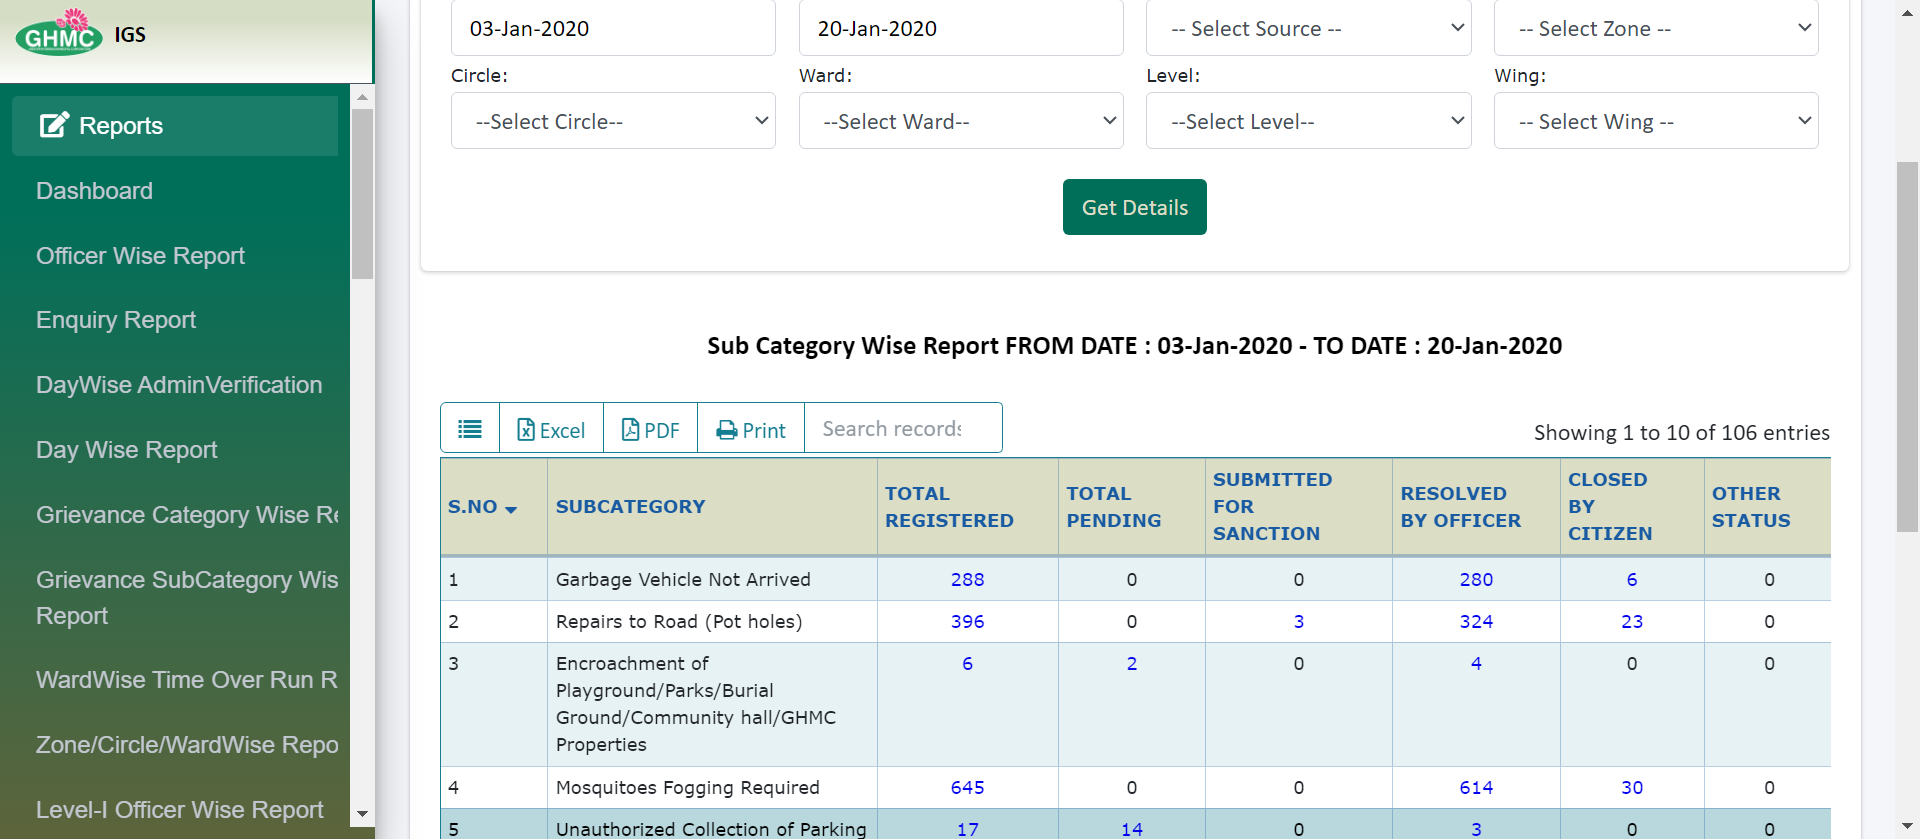 GHMC IGS
Reports
Dashboard
Officer Wise Report
Enquiry Report
DayWise AdminVerification
Day Wise Report
Grievance Category Wise Re
Grievance SubCategory Wis
Report
WardWise Time Over Run R
Zone/Circle/WardWise Repo
Level-I Officer Wise Report
03-Jan-2020 20-Jan-2020 -- Select Source -- -- Select Zone --
Circle: Ward: Level: Wing:
--Select Circle-- --Select Ward-- --Select Level-- -- Select Wing --
Get Details
Sub Category Wise Report FROM DATE : 03-Jan-2020 - TO DATE : 20-Jan-2020
Excel PDF Print Search records
Showing 1 to 10 of 106 entries
S.NO SUBCATEGORY TOTAL REGISTERED TOTAL PENDING SUBMITTED FOR SANCTION RESOLVED BY OFFICER CLOSED BY CITIZEN OTHER STATUS
1 Garbage Vehicle Not Arrived 288 0 0 280 6 0
2 Repairs to Road (Pot holes) 396 0 3 324 23 0
3 Encroachment of 6 2 0 4 0 0
Playground/Parks/Burial
Ground/Community hall/GHMC
Properties
4 Mosquitoes Fogging Required 645 0 0 614 30 0
5 Unauthorized Collection of Parking 17 14 0 3 0 0